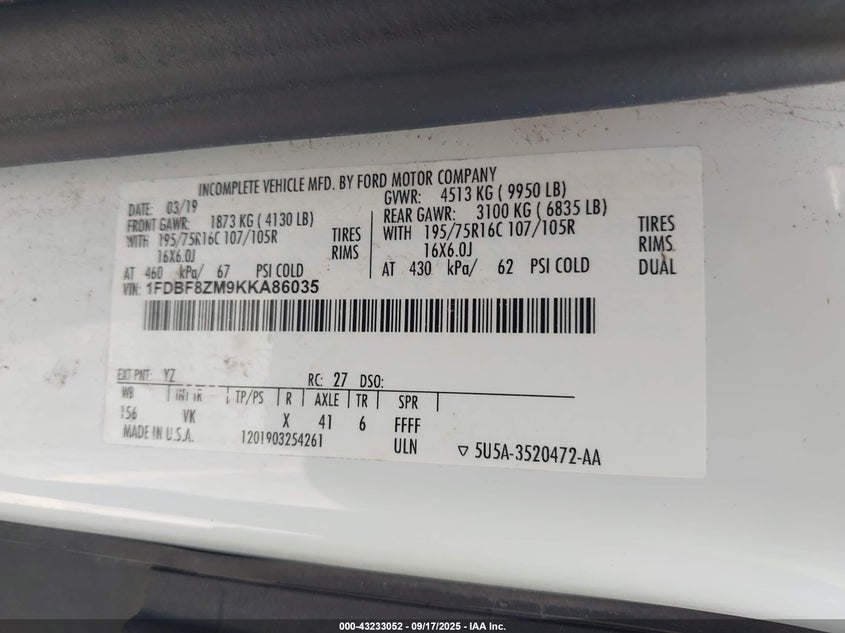 INCOMPLETE VEHICLE MFD. BY FORD MOTOR COMPANY
DATE: 03/19
GVWR: 4513 KG ( 9950 LB)
FRONT GAWR: 1873 KG ( 4130 LB)
REAR GAWR: 3100 KG ( 6835 LB)
WITH 195/75R16C 107/105R TIRES
WITH 195/75R16C 107/105R TIRES
16X6.0J RIMS
16X6.0J RIMS
AT 460 kPa/ 67 PSI COLD
AT 430 kPa/ 62 PSI COLD DUAL
VIN: 1FDBF8ZM9KKA86035
EXT PNT: YZ RC: 27 DSO:
WB INT TR TP/PS R AXLE TR SPR
156 VK X 41 6 FFFF
MADE IN U.S.A. 1201903254261 ULN ▽ 5U5A-3520472-AA
000-43233052 - 09/17/2025 - IAA Inc.